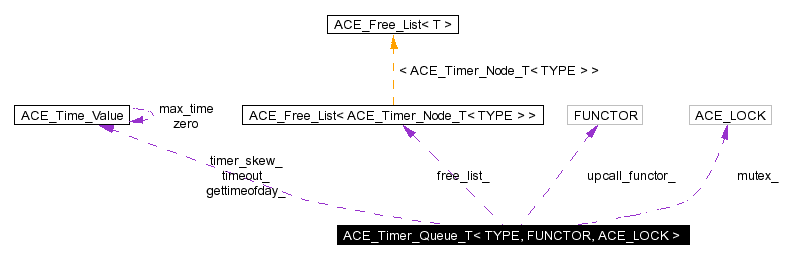 ACE_Free_List< T >
< ACE_Timer_Node_T< TYPE > >
ACE_Time_Value
max_time
zero
ACE_Free_List< ACE_Timer_Node_T< TYPE > >
FUNCTOR
ACE_LOCK
timer_skew_
timeout_
gettimeofday_
free_list_
upcall_functor_
mutex_
ACE_Timer_Queue_T< TYPE, FUNCTOR, ACE_LOCK >